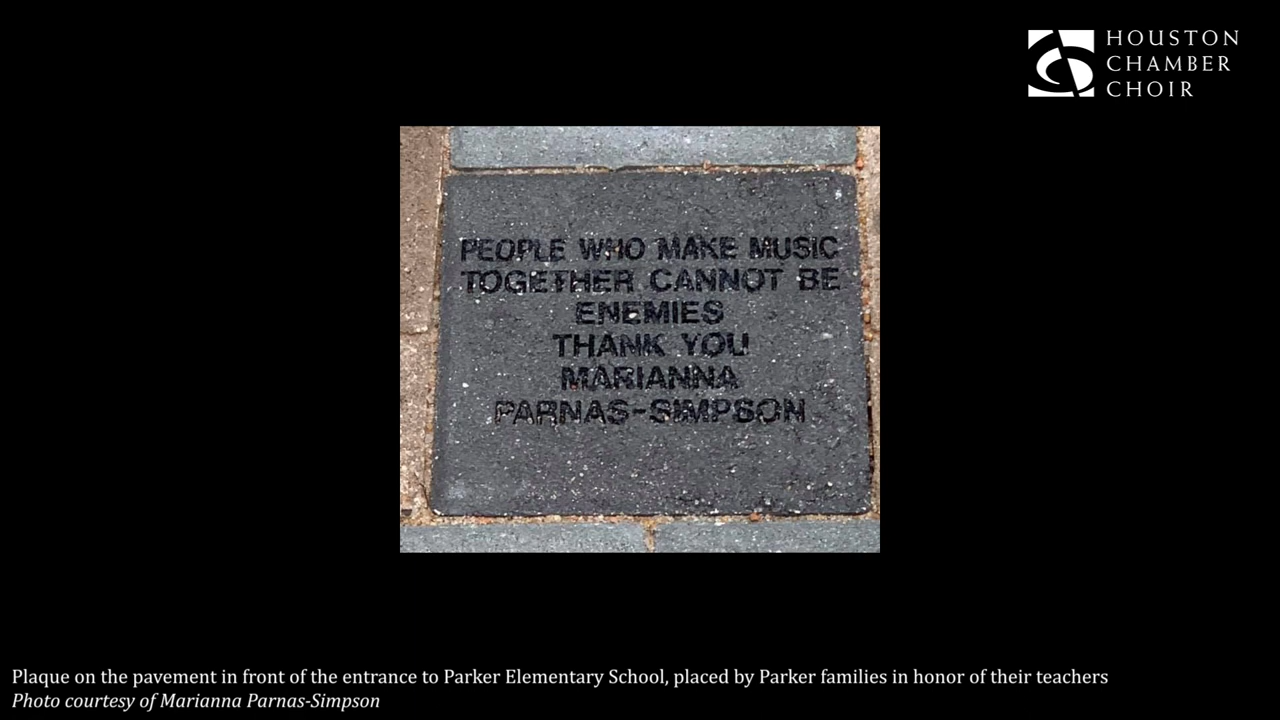 HOUSTON
CHAMBER
CHOIR
PEOPLE WHO MAKE MUSIC
TOGETHER CANNOT BE
ENEMIES
THANK YOU
MARIANNA
PARNAS-SIMPSON
Plaque on the pavement in front of the entrance to Parker Elementary School, placed by Parker families in honor of their teachers
Photo courtesy of Marianna Parnas-Simpson